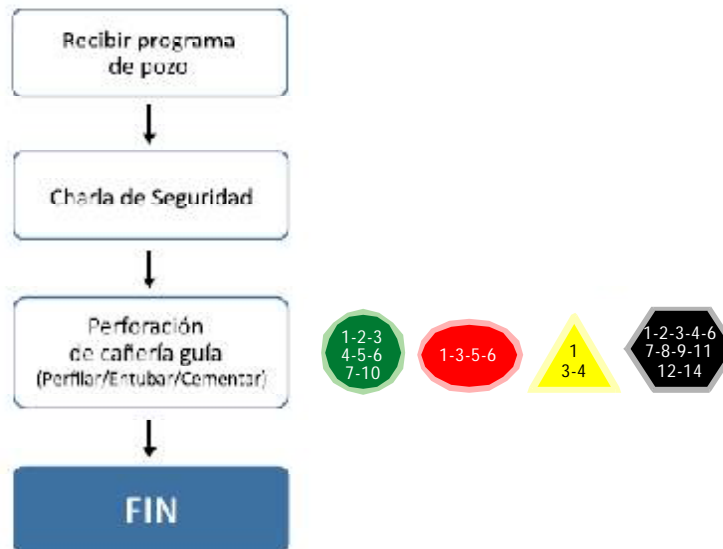 Recibir programa
de pozo
Charla de Seguridad
Perforación
de cañería guía
(Perfilar/Entubar/Cementar)
1-2-3
4-5-6
7-10
1-3-5-6
1
3-4
1-2-3-4-6
7-8-9-11
12-14
FIN